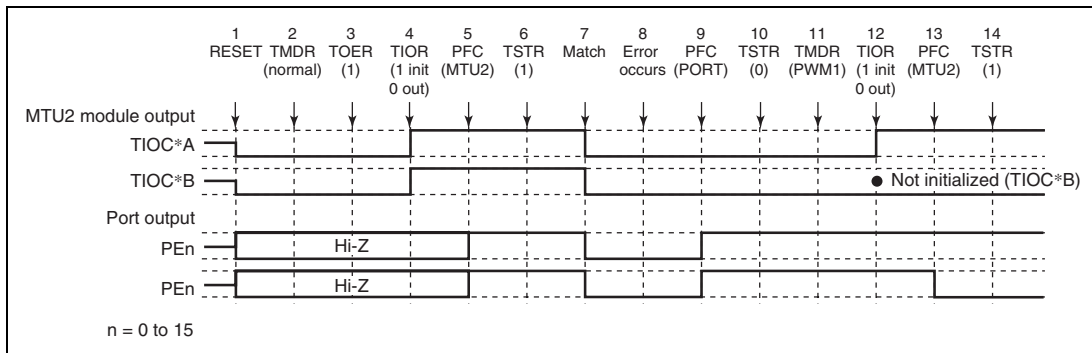 1 2 3 4 5 6 7 8 9 10 11 12 13 14
RESET TMDR TOER TIOR PFC TSTR Match Error PFC TSTR TMDR TIOR PFC TSTR
(normal) (1) (1 init (MTU2) (1) occurs (PORT) (0) (PWM1) (1 init (MTU2) (1)
0 out) 0 out)
MTU2 module output
TIOC*A
TIOC*B
● Not initialized (TIOC*B)
Port output
PEn
Hi-Z
PEn
Hi-Z
n = 0 to 15